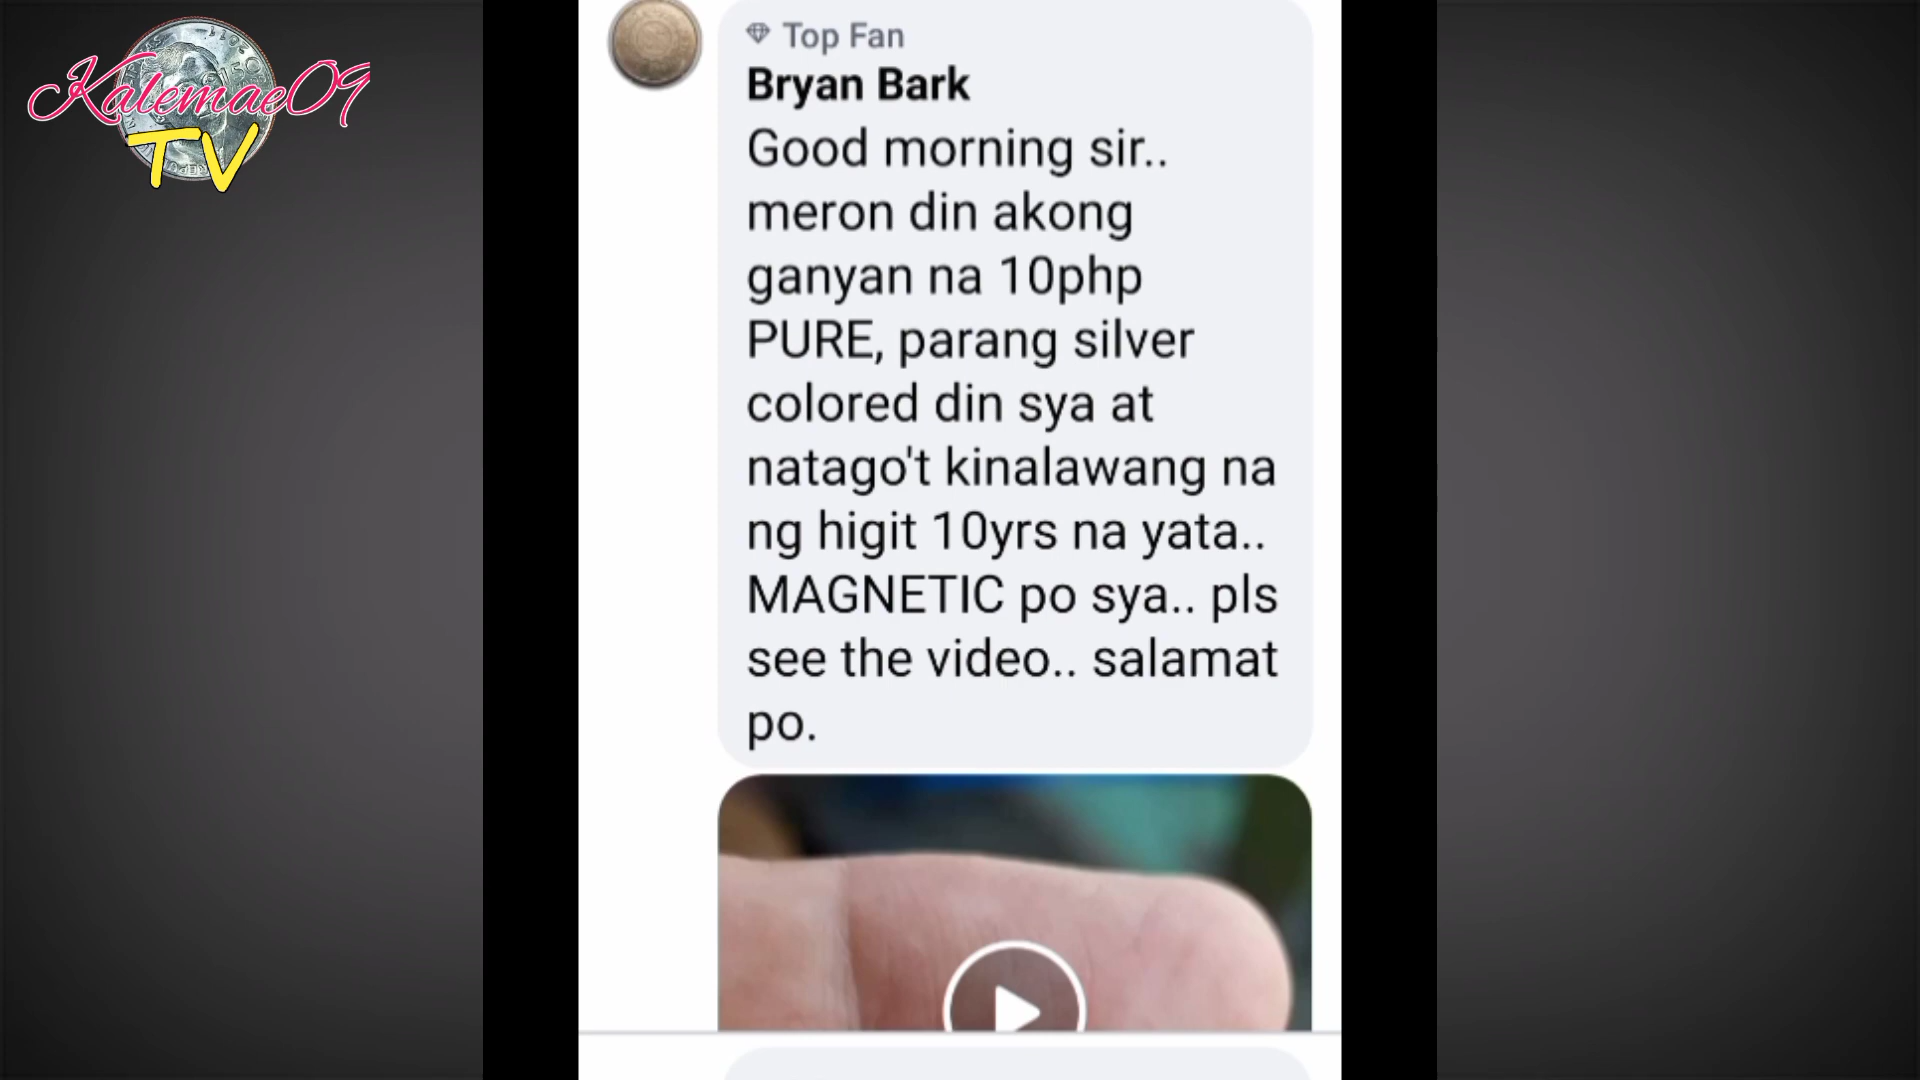 Kalemae09
TV
Top Fan
Bryan Bark
Good morning sir..
meron din akong
ganyan na 10php
PURE, parang silver
colored din sya at
natago't kinalawang na
ng higit 10yrs na yata..
MAGNETIC po sya.. pls
see the video.. salamat
po.